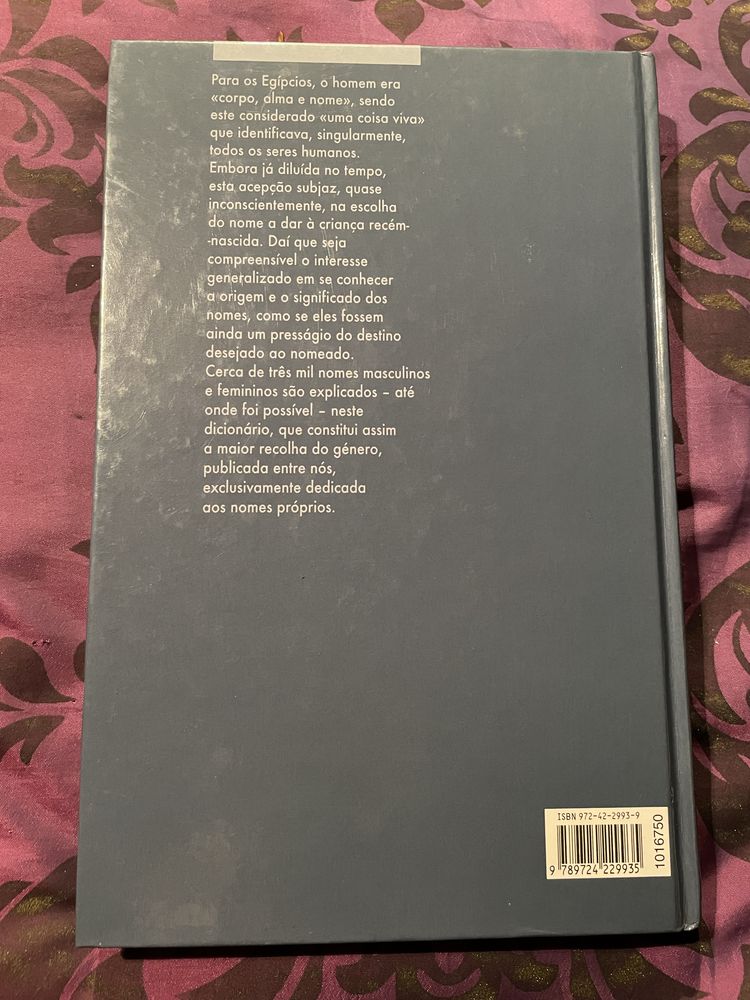 Para os Egípcios, o homem era
«corpo, alma e nome», sendo
este considerado «uma coisa viva»
que identificava, singularmente,
todos os seres humanos.
Embora já diluída no tempo,
esta acepção subjaz, quase
inconscientemente, na escolha
do nome a dar à criança recém-
-nascida. Daí que seja
compreensível o interesse
generalizado em se conhecer
a origem e o significado dos
nomes, como se eles fossem
ainda um presságio do destino
desejado ao nomeado.
Cerca de três mil nomes masculinos
e femininos são explicados – até
onde foi possível – neste
dicionário, que constitui assim
a maior recolha do género,
publicada entre nós,
exclusivamente dedicada
aos nomes próprios.
ISBN 972-42-2993-9
9 789724 229935
1016750